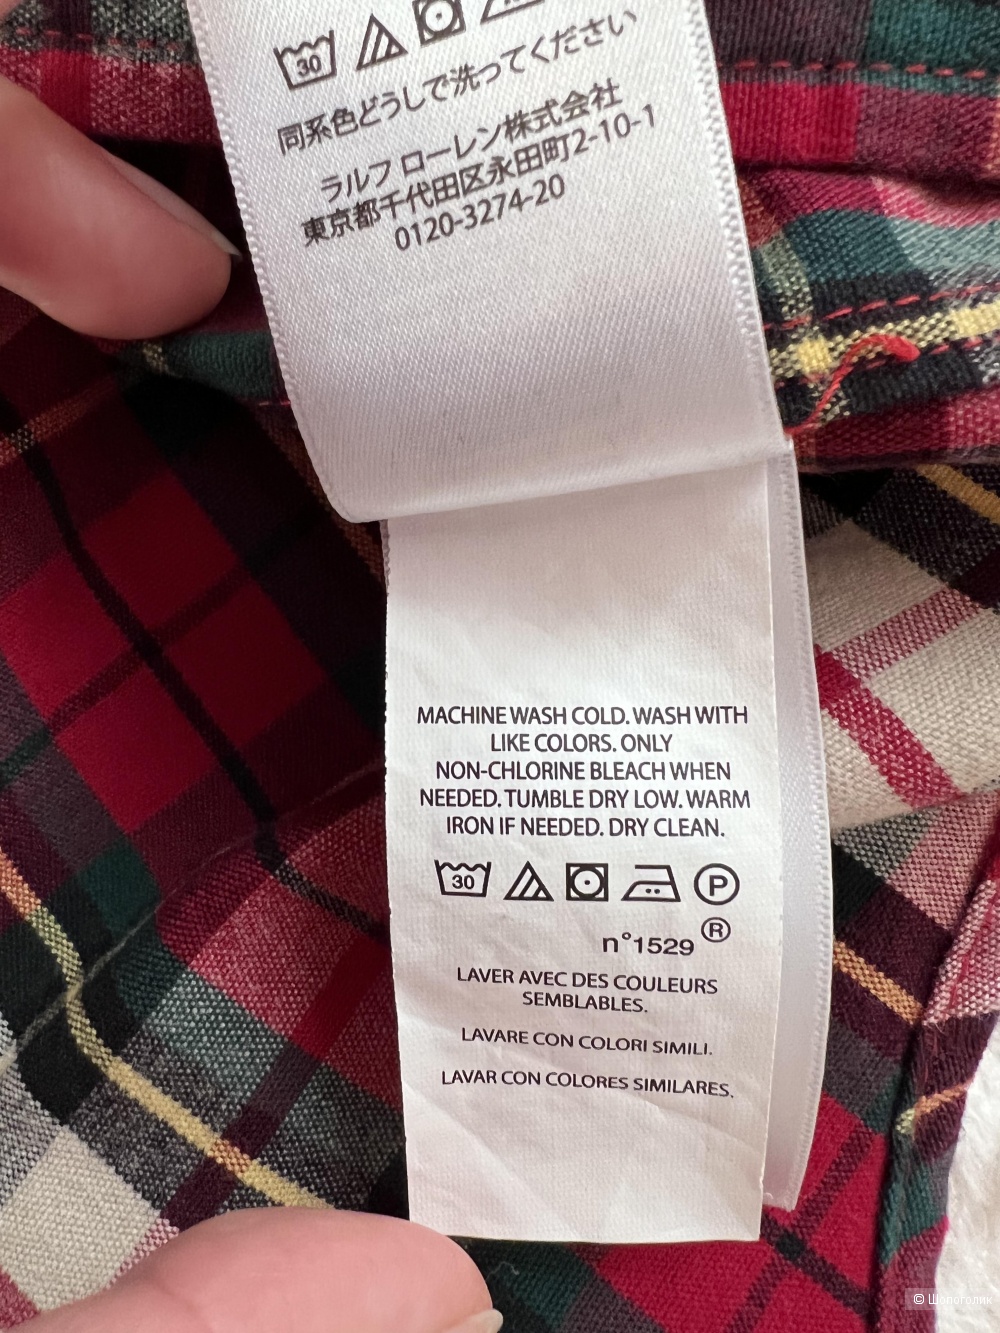 30
同系色どうしで洗ってください
ラルフ ローレン株式会社
東京都千代田区永田町2-10-1
0120-3274-20
MACHINE WASH COLD. WASH WITH
LIKE COLORS. ONLY
NON-CHLORINE BLEACH WHEN
NEEDED. TUMBLE DRY LOW. WARM
IRON IF NEEDED. DRY CLEAN.
30 P
n°1529 ®
LAVER AVEC DES COULEURS
SEMBLABLES.
LAVARE CON COLORI SIMILI.
LAVAR CON COLORES SIMILARES.
© Шопоголик